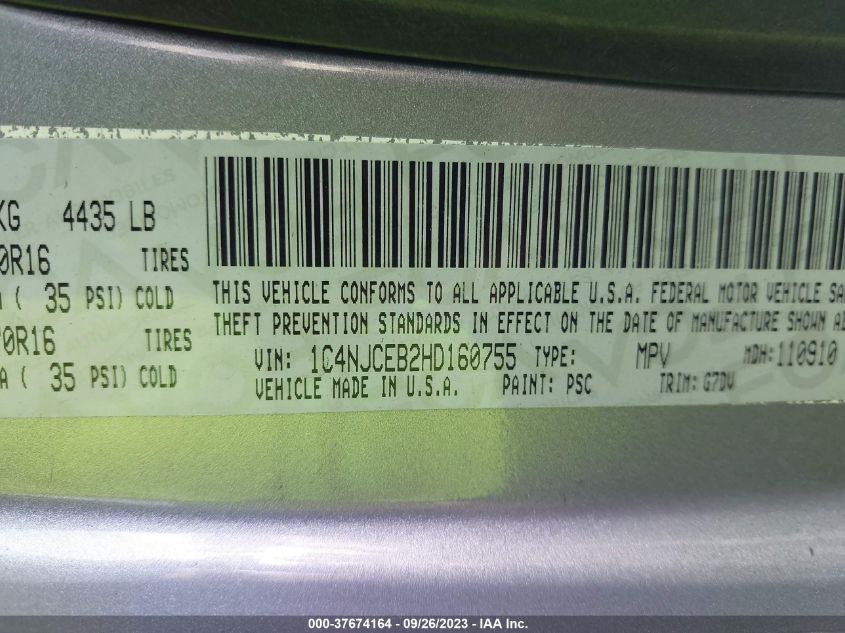 KG 4435 LB
0R16 TIRES
( 35 PSI) COLD
70R16 TIRES
A ( 35 PSI) COLD
THIS VEHICLE CONFORMS TO ALL APPLICABLE U.S.A. FEDERAL MOTOR VEHICLE SA
THEFT PREVENTION STANDARDS IN EFFECT ON THE DATE OF MANUFACTURE SHOWN AB
VIN: 1C4NJCEB2HD160755 TYPE: MPV MDH: 110910
VEHICLE MADE IN U.S.A. PAINT: PSC TRIM: G7DV
000-37674164 - 09/26/2023 - IAA Inc.